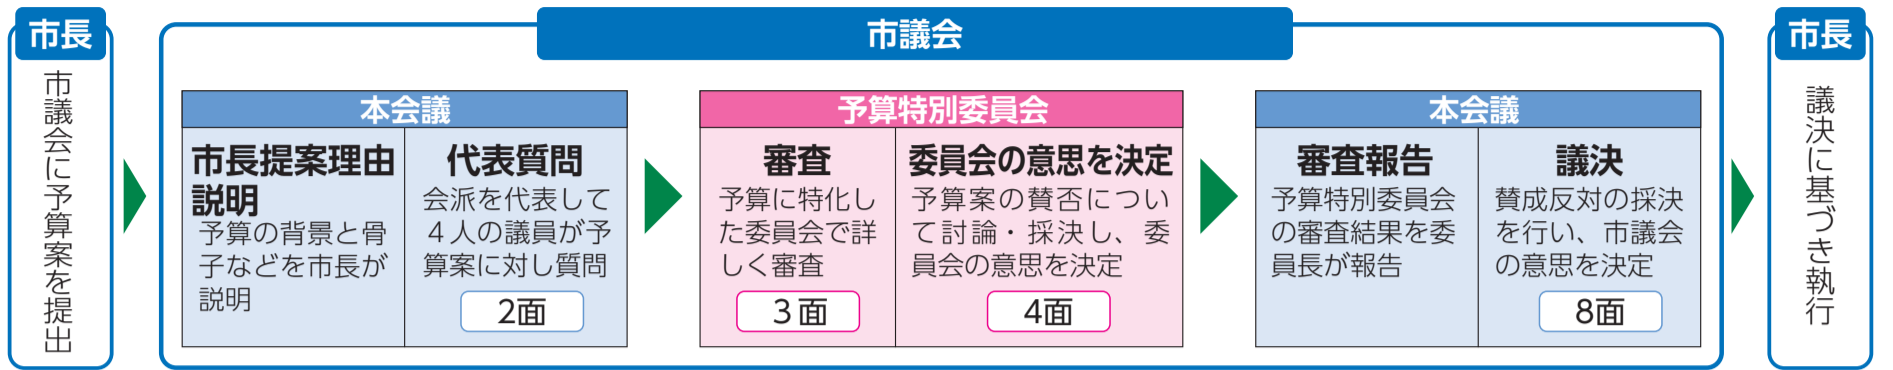 市長
市議会に予算案を提出
市議会
本会議
市長提案理由
説明
予算の背景と骨
子などを市長が
説明
代表質問
会派を代表して
４人の議員が予
算案に対し質問
2面
予算特別委員会
審査
予算に特化し
た委員会で詳
しく審査
３面
委員会の意思を決定
予算案の賛否につい
て討論・採決し、委
員会の意思を決定
4面
本会議
審査報告
予算特別委員会
の審査結果を委
員長が報告
議決
賛成反対の採決
を行い、市議会
の意思を決定
8面
市長
議決に基づき執行